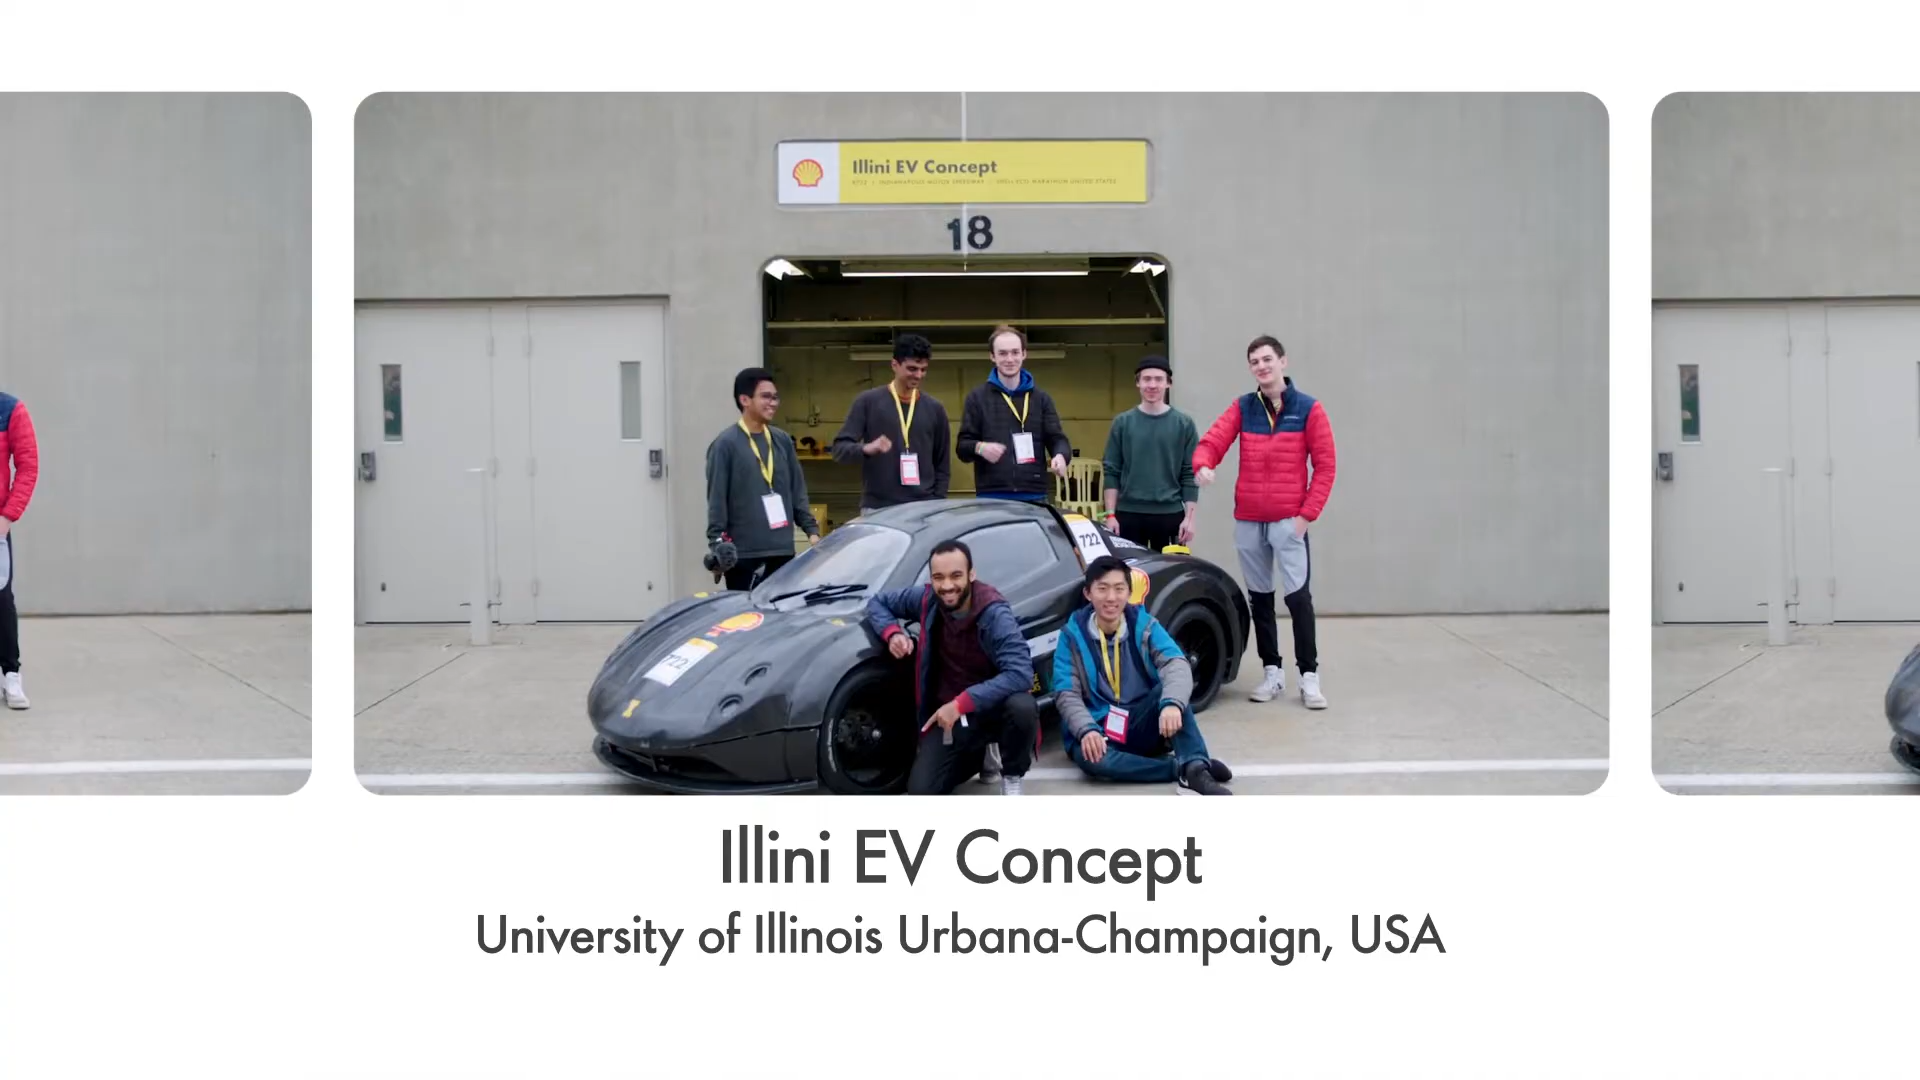 Illini EV Concept
18
722
722
Illini EV Concept
University of Illinois Urbana-Champaign, USA